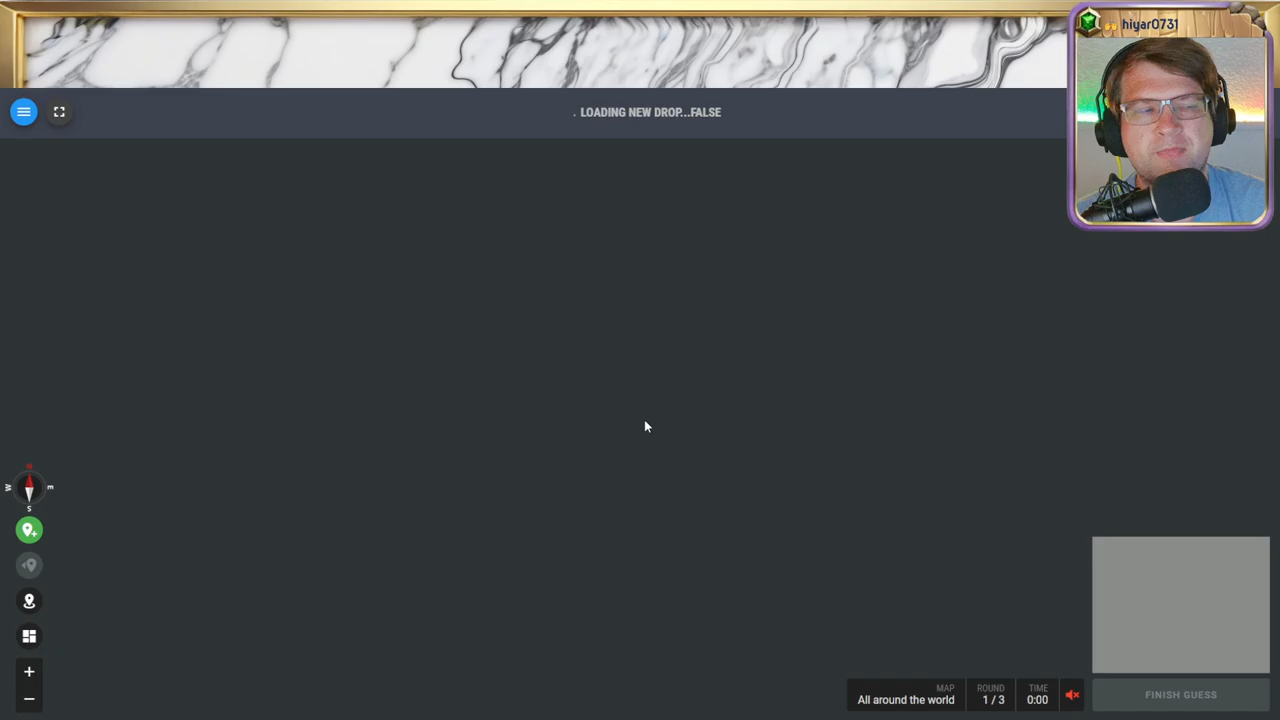 hiyar0731
. LOADING NEW DROP...FALSE
N
W
E
S
+
−
MAP
All around the world
ROUND
1 / 3
TIME
0:00
FINISH GUESS